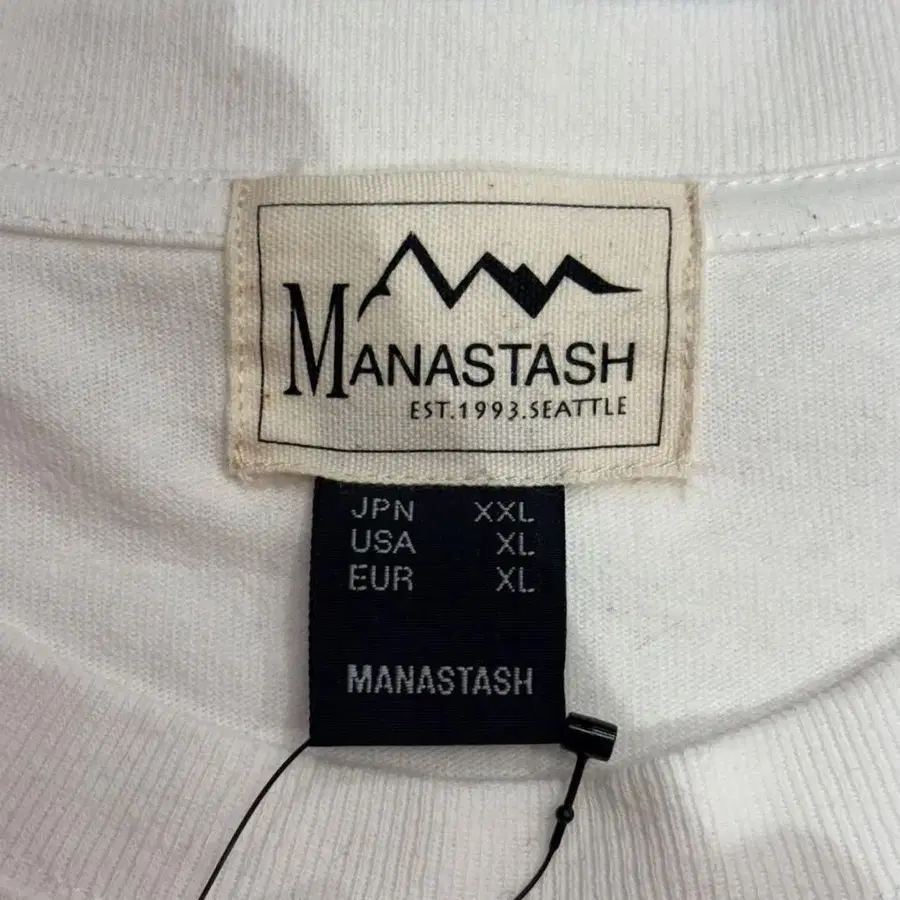 MANASTASH
EST.1993.SEATTLE
JPN XXL
USA XL
EUR XL
MANASTASH